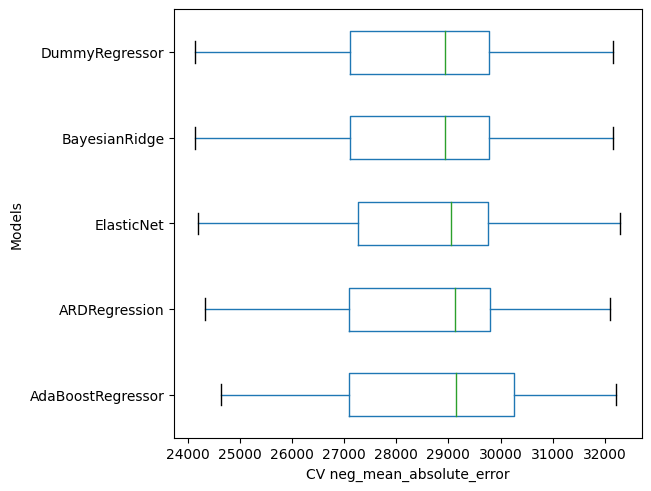 DummyRegressor
BayesianRidge
ElasticNet
ARDRegression
AdaBoostRegressor
Models
24000 25000 26000 27000 28000 29000 30000 31000 32000
CV neg_mean_absolute_error